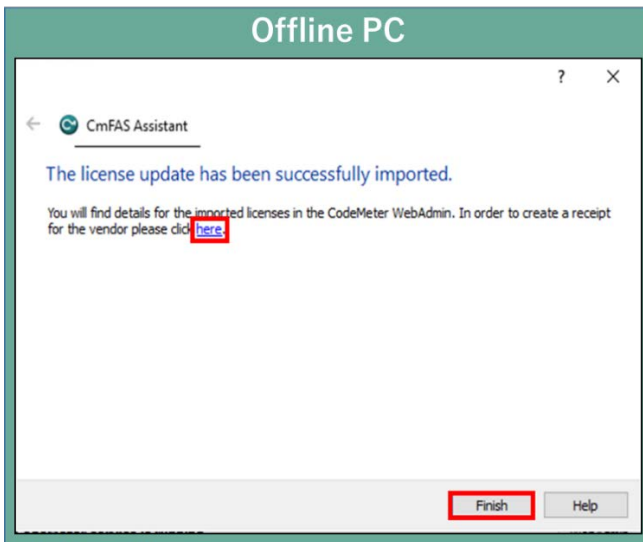 Offline PC
?
CmFAS Assistant
The license update has been successfully imported.
You will find details for the imported licenses in the CodeMeter WebAdmin. In order to create a receipt
for the vendor please click here.
Finish
Help